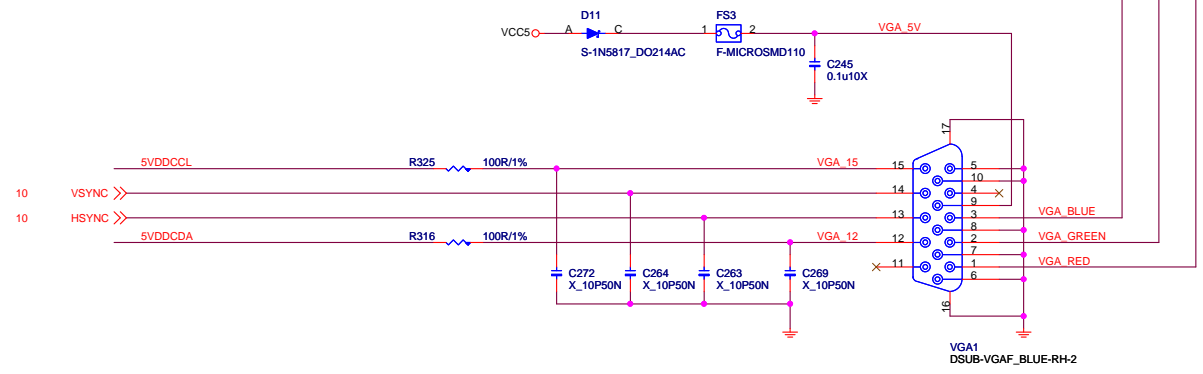 D11
FS3
VCC5
A
C
1
2
VGA_5V
S-1N5817_DO214AC
F-MICROSMD110
C245
0.1u10X
17
5VDDCCL
R325
100R/1%
VGA_15
15
5
10
10
VSYNC
14
4
9
10
HSYNC
13
3
VGA_BLUE
8
5VDDCDA
R316
100R/1%
VGA_12
12
2
VGA_GREEN
7
11
1
VGA_RED
6
C272
X_10P50N
C264
X_10P50N
C263
X_10P50N
C269
X_10P50N
16
VGA1
DSUB-VGAF_BLUE-RH-2